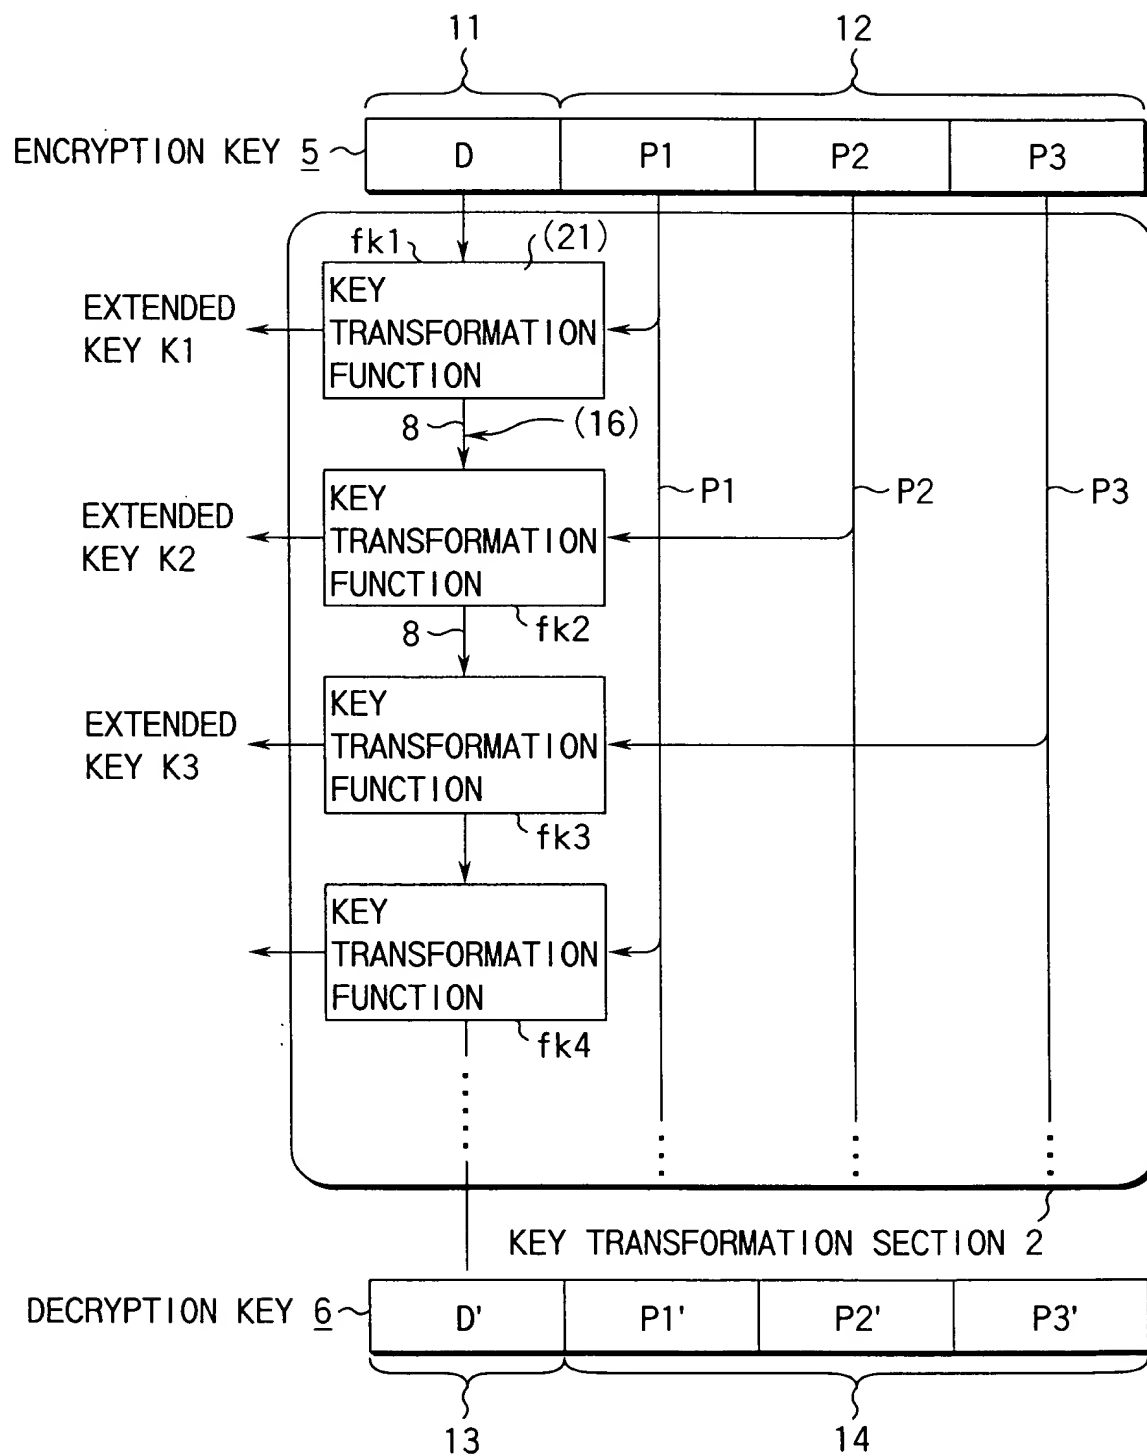 11 12
ENCRYPTION KEY 5 D P1 P2 P3
fk1 (21)
KEY
TRANSFORMATION
FUNCTION
EXTENDED
KEY K1
8 (16)
KEY
TRANSFORMATION
FUNCTION
EXTENDED
KEY K2
P1 P2 P3
fk2
8
KEY
TRANSFORMATION
FUNCTION
EXTENDED
KEY K3
fk3
KEY
TRANSFORMATION
FUNCTION
fk4
KEY TRANSFORMATION SECTION 2
DECRYPTION KEY 6 D' P1' P2' P3'
13 14